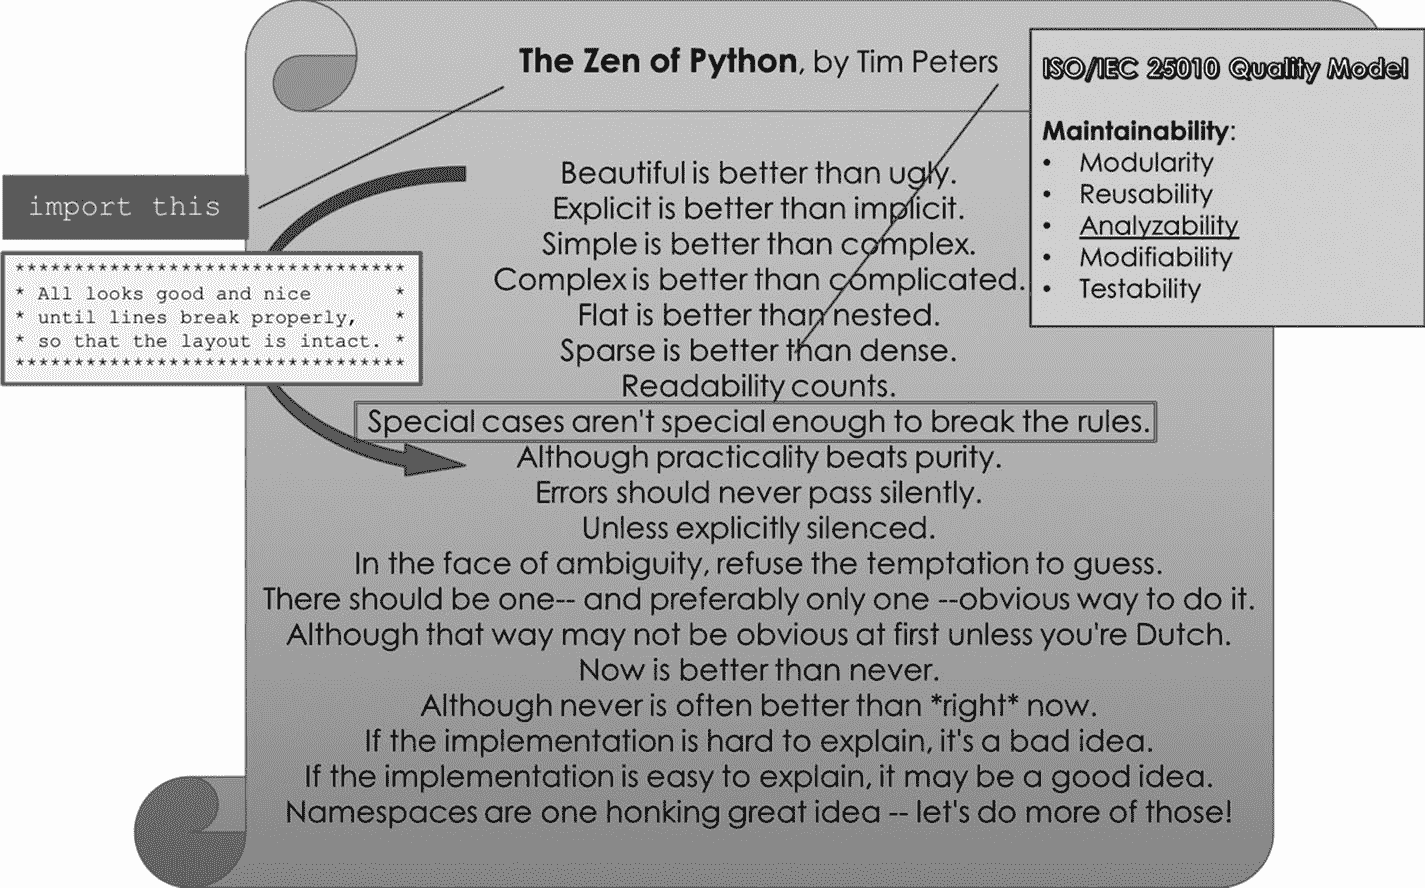 The Zen of Python, by Tim Peters
ISO/IEC 25010 Quality Model
Maintainability:
• Modularity
• Reusability
• Analyzability
• Modifiability
• Testability
import this
**********************************
* All looks good and nice *
* until lines break properly, *
* so that the layout is intact. *
**********************************
Beautiful is better than ugly.
Explicit is better than implicit.
Simple is better than complex.
Complex is better than complicated.
Flat is better than nested.
Sparse is better than dense.
Readability counts.
Special cases aren't special enough to break the rules.
Although practicality beats purity.
Errors should never pass silently.
Unless explicitly silenced.
In the face of ambiguity, refuse the temptation to guess.
There should be one-- and preferably only one --obvious way to do it.
Although that way may not be obvious at first unless you're Dutch.
Now is better than never.
Although never is often better than *right* now.
If the implementation is hard to explain, it's a bad idea.
If the implementation is easy to explain, it may be a good idea.
Namespaces are one honking great idea -- let's do more of those!